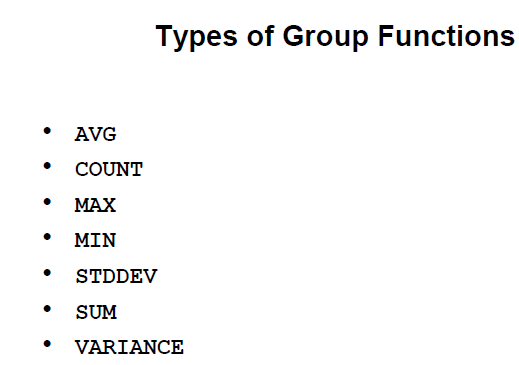 Types of Group Functions
• AVG
• COUNT
• MAX
• MIN
• STDDEV
• SUM
• VARIANCE